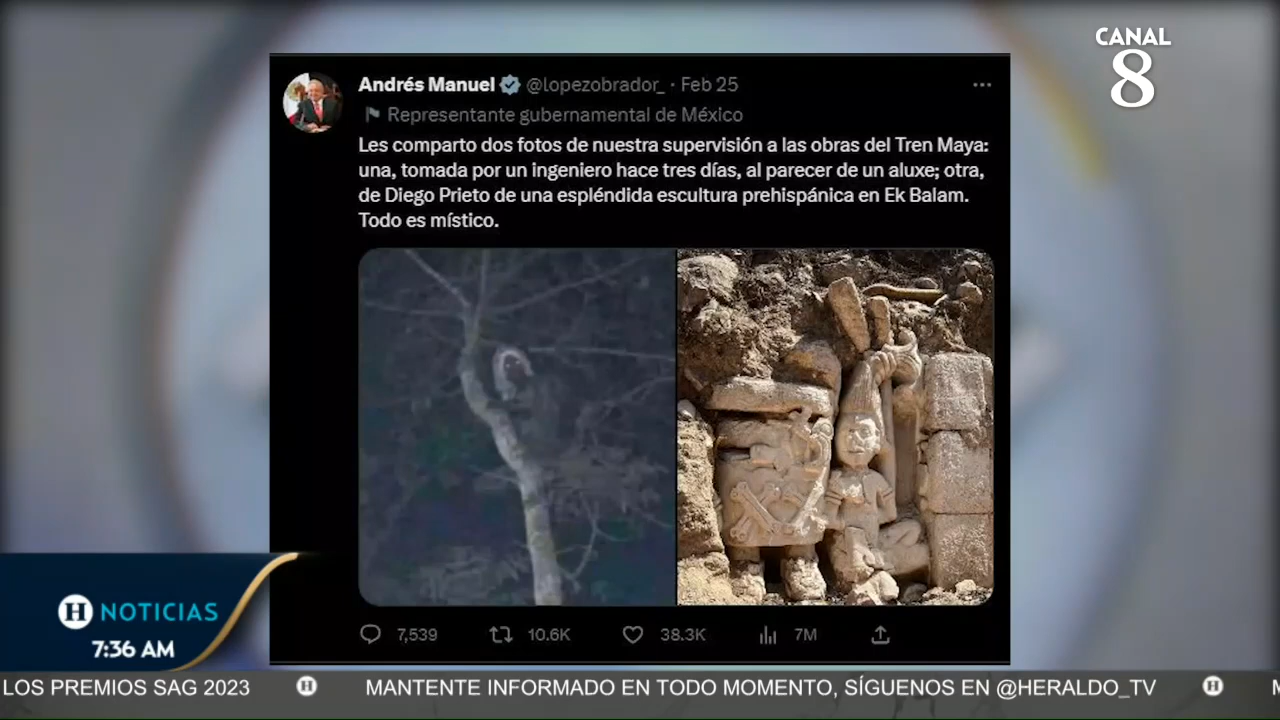 CANAL
8
Andrés Manuel @lopezobrador_ · Feb 25
Representante gubernamental de México
Les comparto dos fotos de nuestra supervisión a las obras del Tren Maya:
una, tomada por un ingeniero hace tres días, al parecer de un aluxe; otra,
de Diego Prieto de una espléndida escultura prehispánica en Ek Balam.
Todo es místico.
7,539 10.6K 38.3K 7M
H NOTICIAS
7:36 AM
LOS PREMIOS SAG 2023 H MANTENTE INFORMADO EN TODO MOMENTO, SÍGUENOS EN @HERALDO_TV H